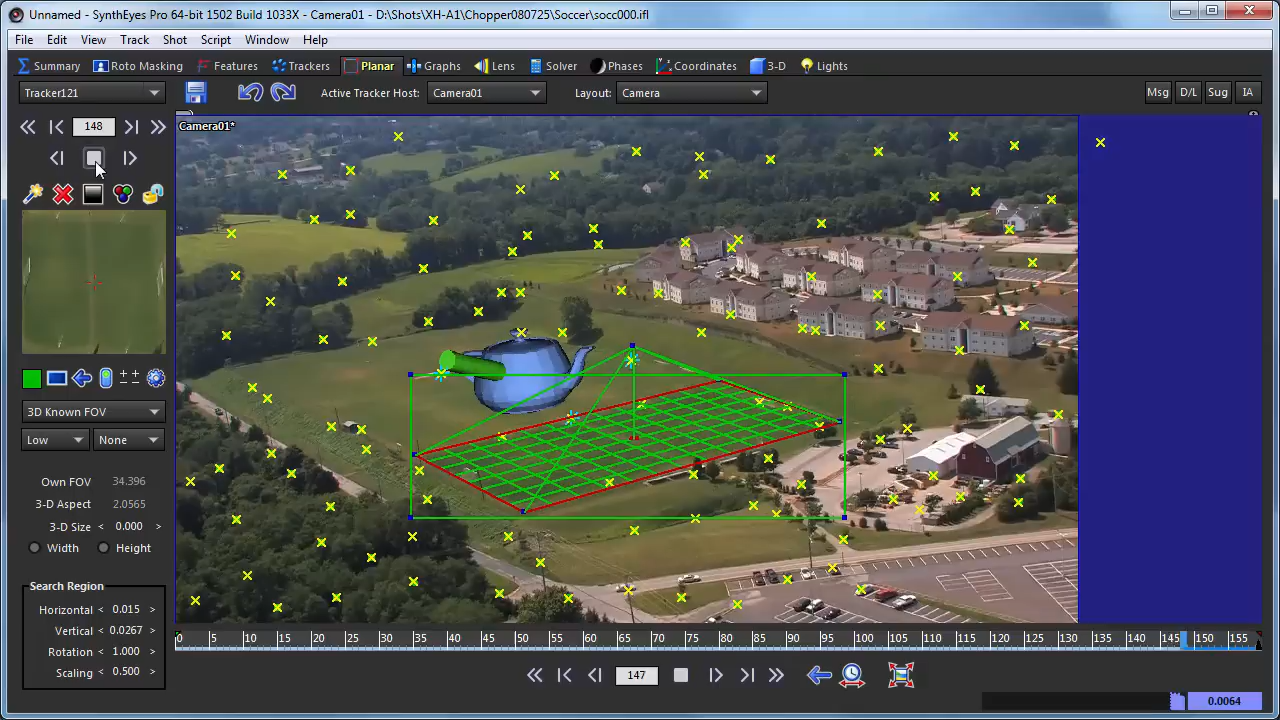 Unnamed - SynthEyes Pro 64-bit 1502 Build 1033X - Camera01 - D:\Shots\XH-A1\Chopper080725\Soccer\socc000.ifl
File Edit View Track Shot Script Window Help
Summary Roto Masking Features Trackers Planar Graphs Lens Solver Phases Coordinates 3-D Lights
Tracker121 Active Tracker Host: Camera01 Layout: Camera Msg D/L Sug IA
148
Camera01*
3D Known FOV
Low None
Own FOV 34.396
3-D Aspect 2.0565
3-D Size < 0.000 >
Width Height
Search Region
Horizontal < 0.015 >
Vertical < 0.0267 >
Rotation < 1.000 >
Scaling < 0.500 >
0 5 10 15 20 25 30 35 40 45 50 55 60 65 70 75 80 85 90 95 100 105 110 115 120 125 130 135 140 145 150 155
147
0.0064